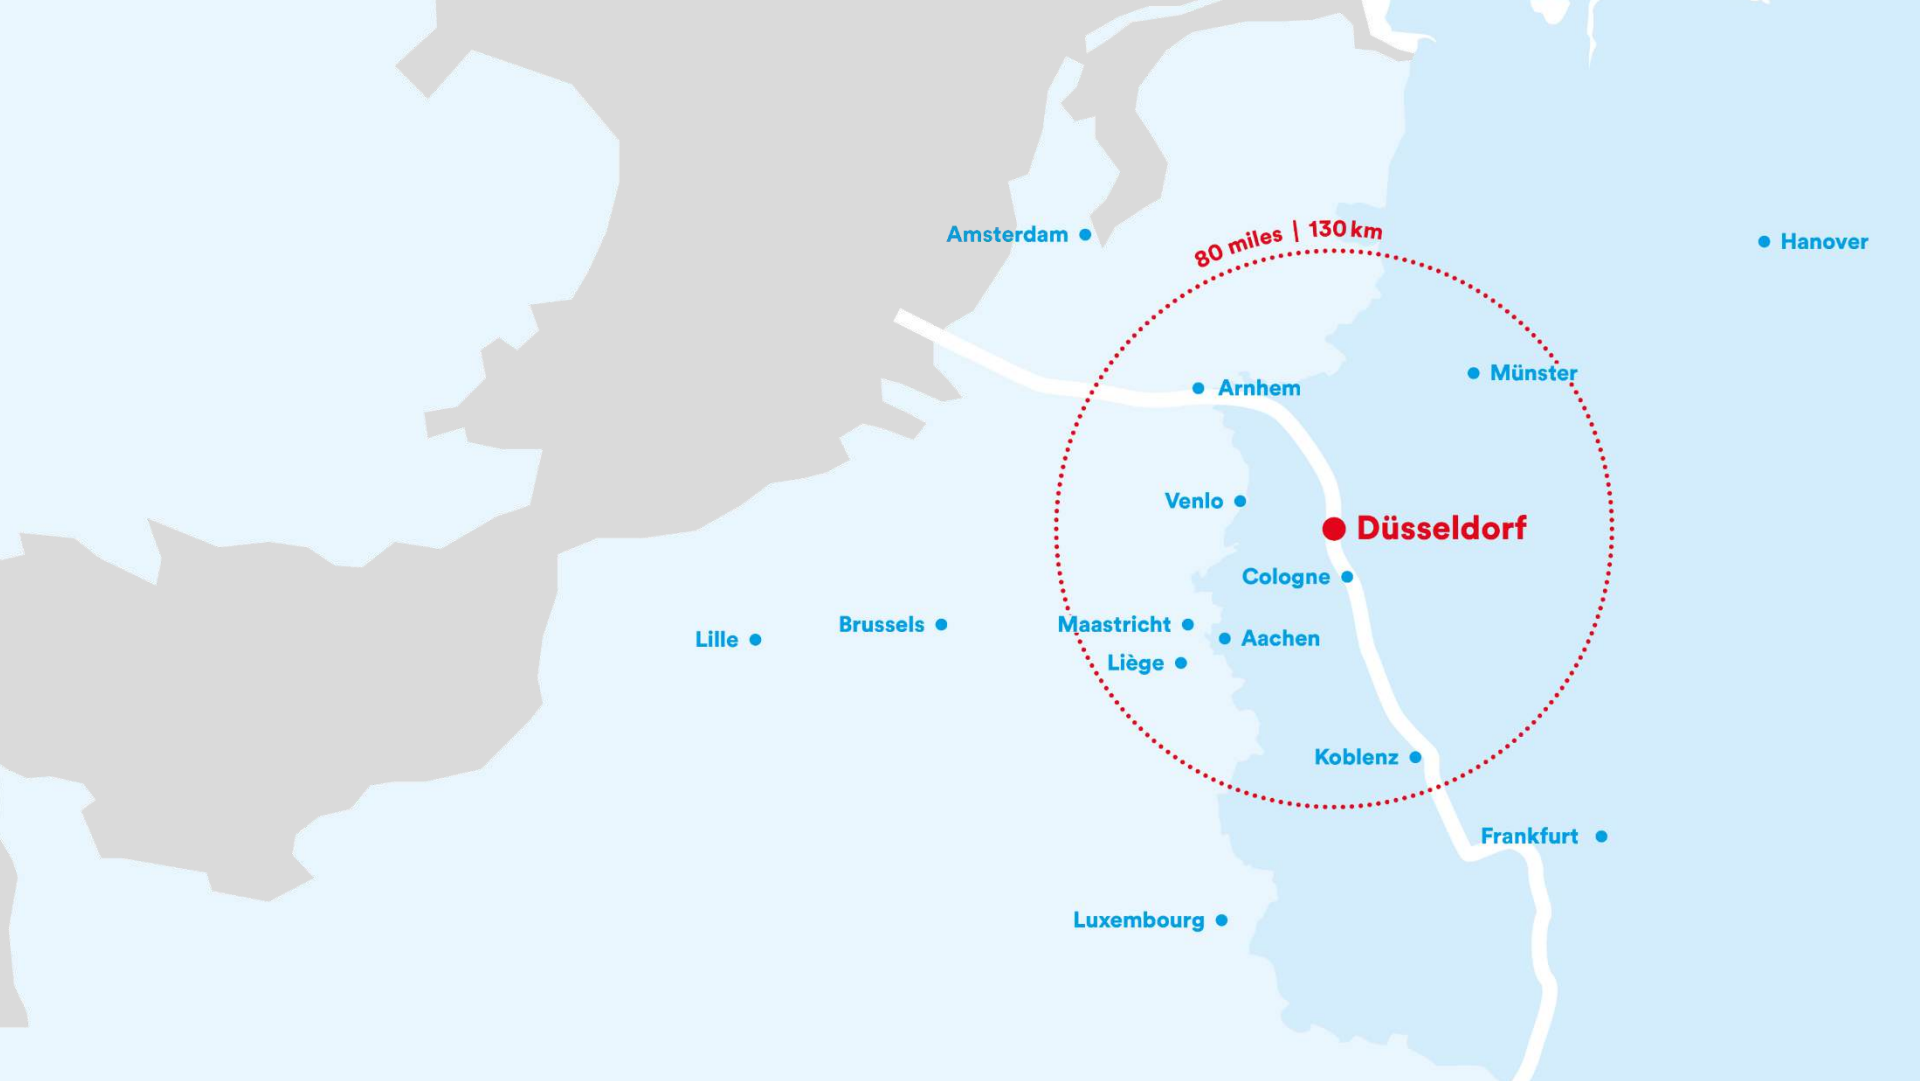 80 miles | 130 km
Amsterdam
Hanover
Münster
Arnhem
Venlo
Düsseldorf
Cologne
Maastricht
Brussels
Lille
Aachen
Liège
Koblenz
Frankfurt
Luxembourg